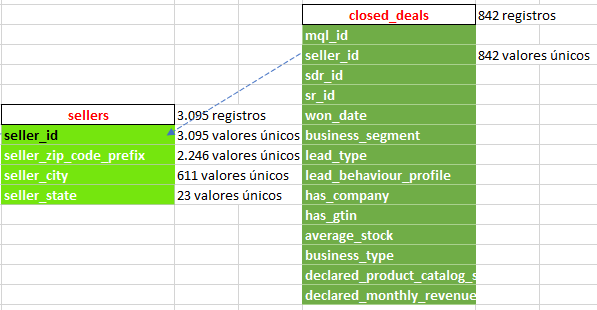 closed_deals 842 registros
mql_id
seller_id 842 valores únicos
sdr_id
sr_id
sellers 3.095 registros
won_date
seller_id 3.095 valores únicos
business_segment
seller_zip_code_prefix 2.246 valores únicos
lead_type
seller_city 611 valores únicos
lead_behaviour_profile
seller_state 23 valores únicos
has_company
has_gtin
average_stock
business_type
declared_product_catalog_s
declared_monthly_revenue